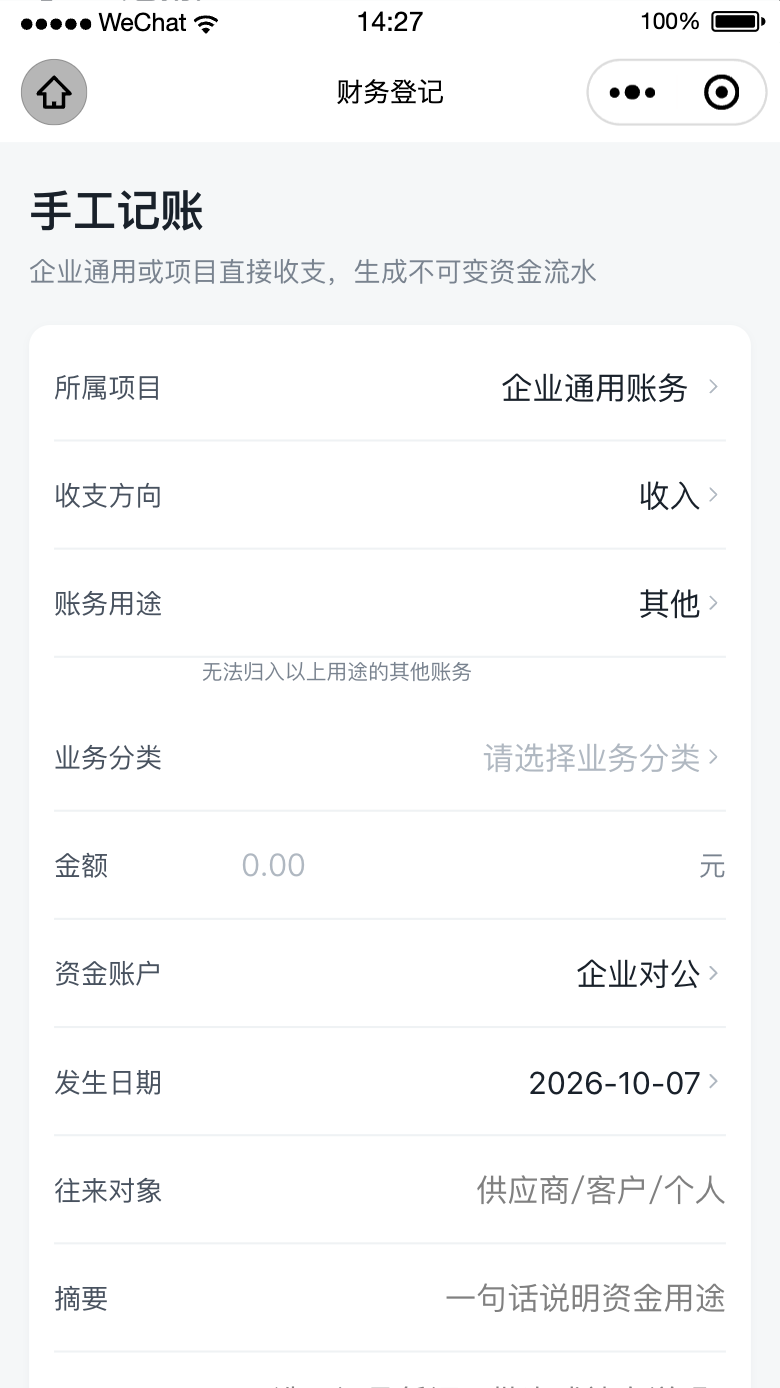 WeChat 14:27 100%
财务登记
手工记账
企业通用或项目直接收支，生成不可变资金流水
所属项目 企业通用账务
收支方向 收入
账务用途 其他
无法归入以上用途的其他账务
业务分类 请选择业务分类
金额 0.00 元
资金账户 企业对公
发生日期 2026-10-07
往来对象 供应商/客户/个人
摘要 一句话说明资金用途